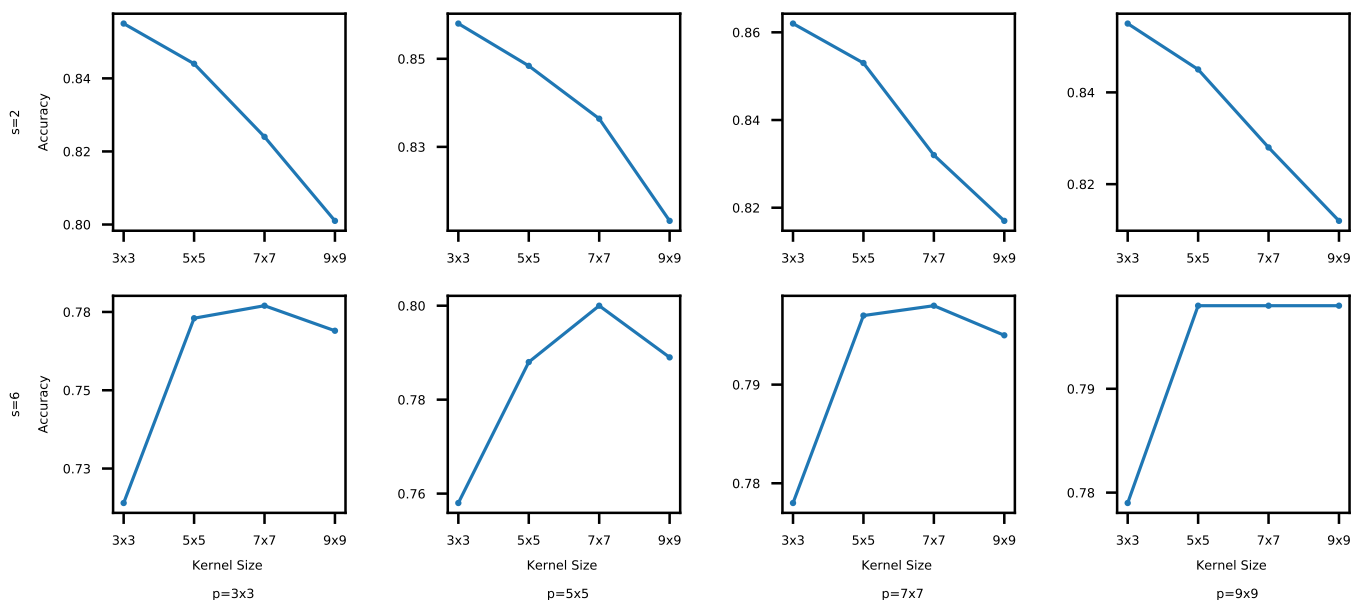 s=2
Accuracy
0.84
0.82
0.80
3x3 5x5 7x7 9x9
0.85
0.83
3x3 5x5 7x7 9x9
0.86
0.84
0.82
3x3 5x5 7x7 9x9
0.84
0.82
3x3 5x5 7x7 9x9
s=6
Accuracy
0.78
0.75
0.73
3x3 5x5 7x7 9x9
Kernel Size
p=3x3
0.80
0.78
0.76
3x3 5x5 7x7 9x9
Kernel Size
p=5x5
0.79
0.78
3x3 5x5 7x7 9x9
Kernel Size
p=7x7
0.79
0.78
3x3 5x5 7x7 9x9
Kernel Size
p=9x9